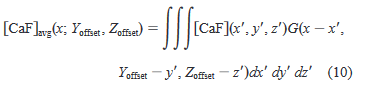 [CaF]avg(x; Yoffset, Zoffset) = ∭ [CaF](x′, y′, z′)G(x − x′,
Yoffset − y′, Zoffset − z′)dx′ dy′ dz′ (10)